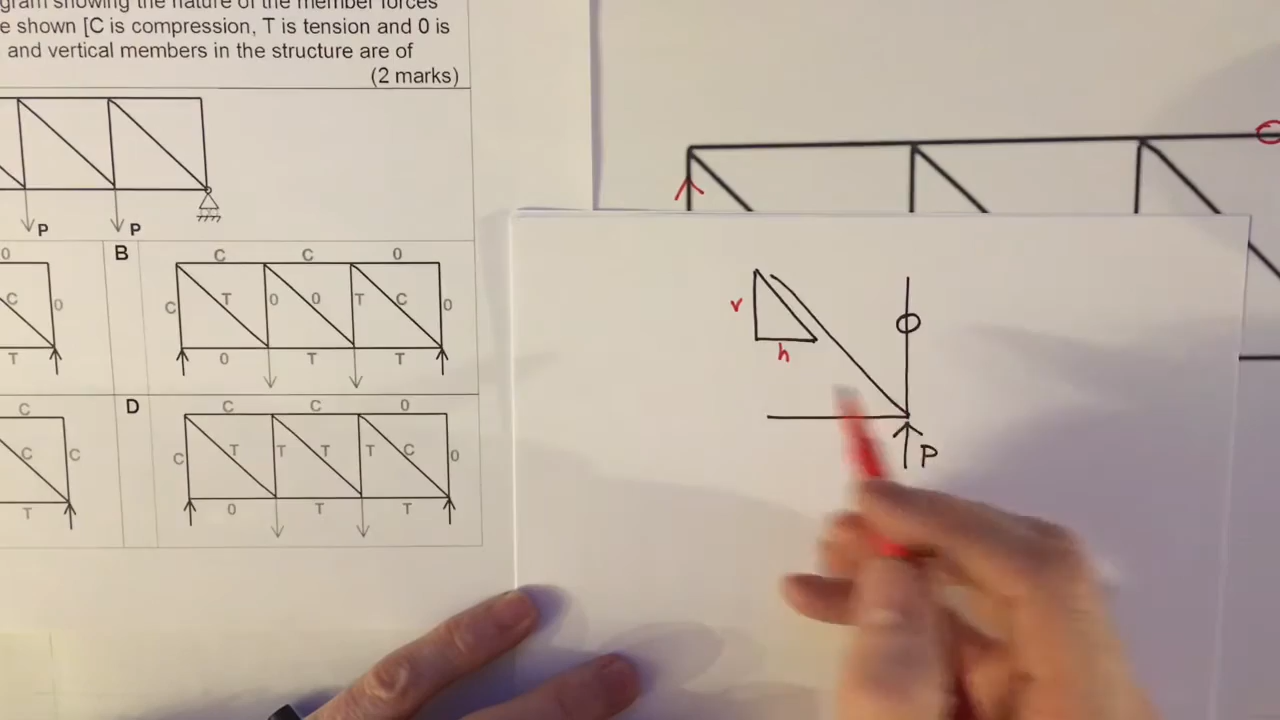 gram showing the nature of the member forces
e shown [C is compression, T is tension and 0 is
and vertical members in the structure are of
(2 marks)
P P
0 B C C 0
C 0 C T 0 0 T C 0
T 0 T T
C D C C 0
C C C T T T T C 0
T 0 T T
v
h
P